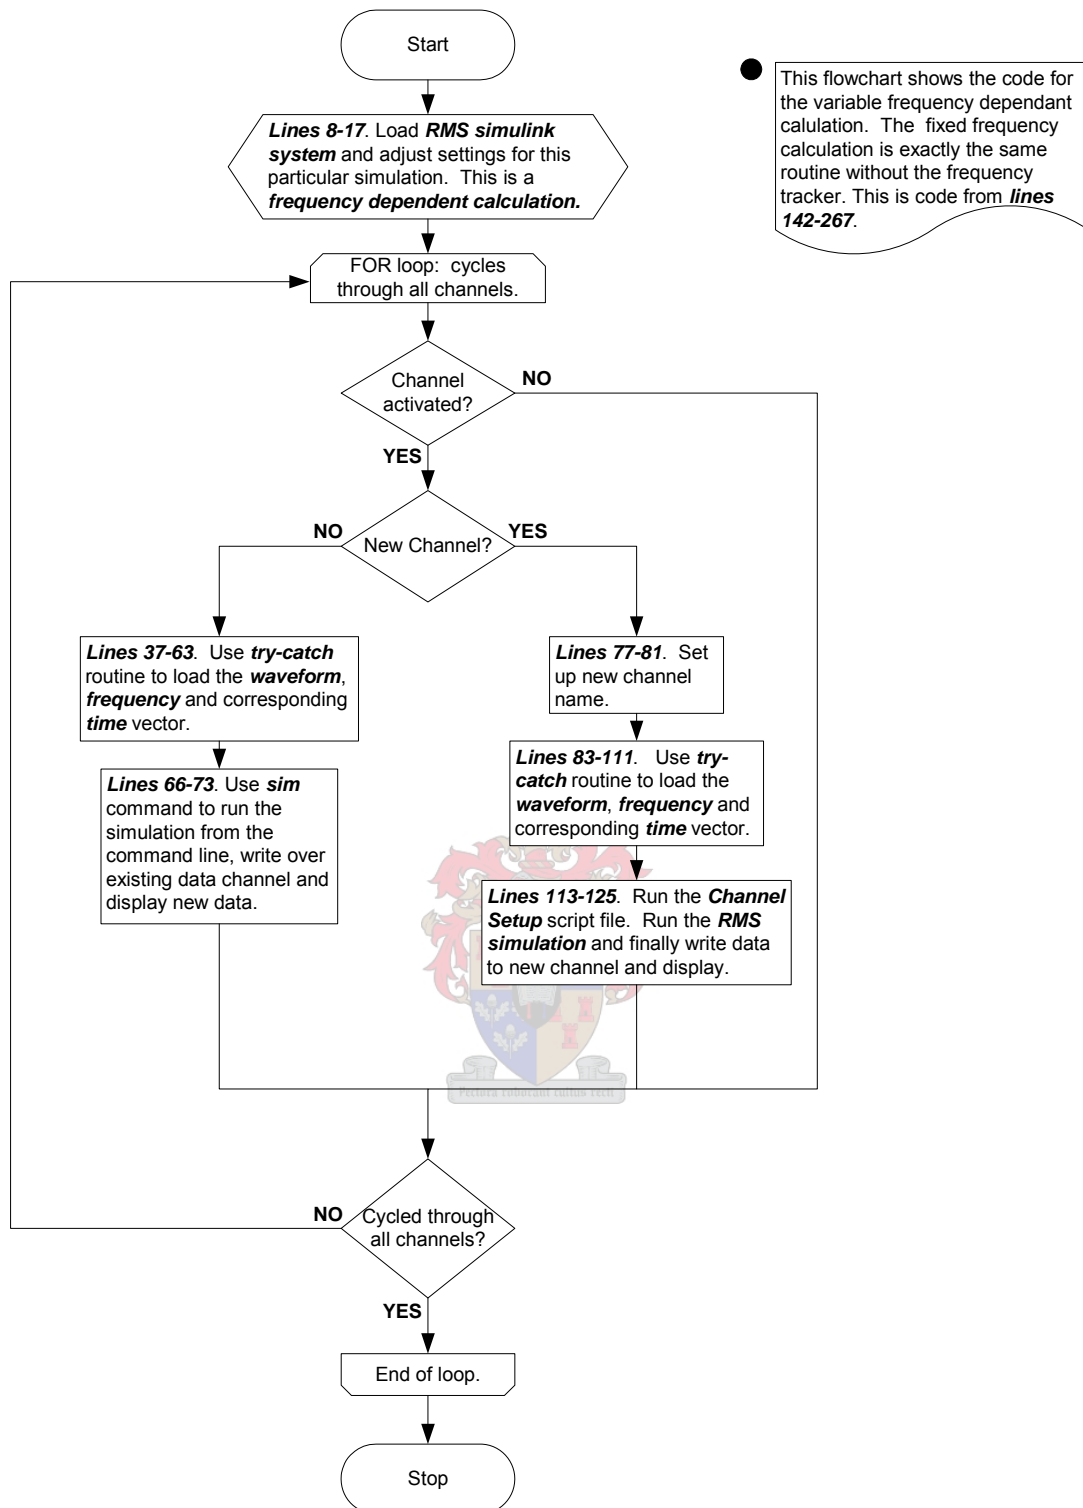 Start
This flowchart shows the code for
the variable frequency dependant
calulation. The fixed frequency
calculation is exactly the same
routine without the frequency
tracker. This is code from lines
142-267.
Lines 8-17. Load RMS simulink
system and adjust settings for this
particular simulation. This is a
frequency dependent calculation.
FOR loop: cycles
through all channels.
Channel
activated?
NO
YES
New Channel?
NO
YES
Lines 37-63. Use try-catch
routine to load the waveform,
frequency and corresponding
time vector.
Lines 66-73. Use sim
command to run the
simulation from the
command line, write over
existing data channel and
display new data.
Lines 77-81. Set
up new channel
name.
Lines 83-111. Use try-
catch routine to load the
waveform, frequency and
corresponding time vector.
Lines 113-125. Run the Channel
Setup script file. Run the RMS
simulation and finally write data
to new channel and display.
Pectora roborant cultus recti
NO
Cycled through
all channels?
YES
End of loop.
Stop